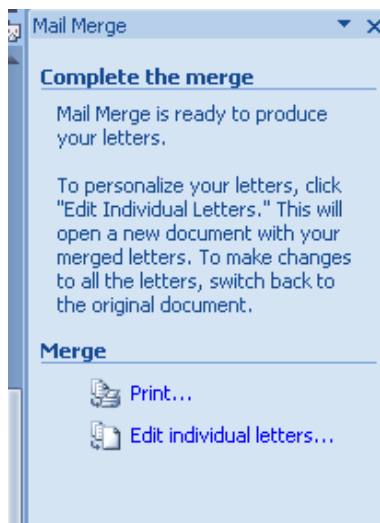 Mail Merge
Complete the merge
Mail Merge is ready to produce
your letters.
To personalize your letters, click
"Edit Individual Letters." This will
open a new document with your
merged letters. To make changes
to all the letters, switch back to
the original document.
Merge
Print...
Edit individual letters...